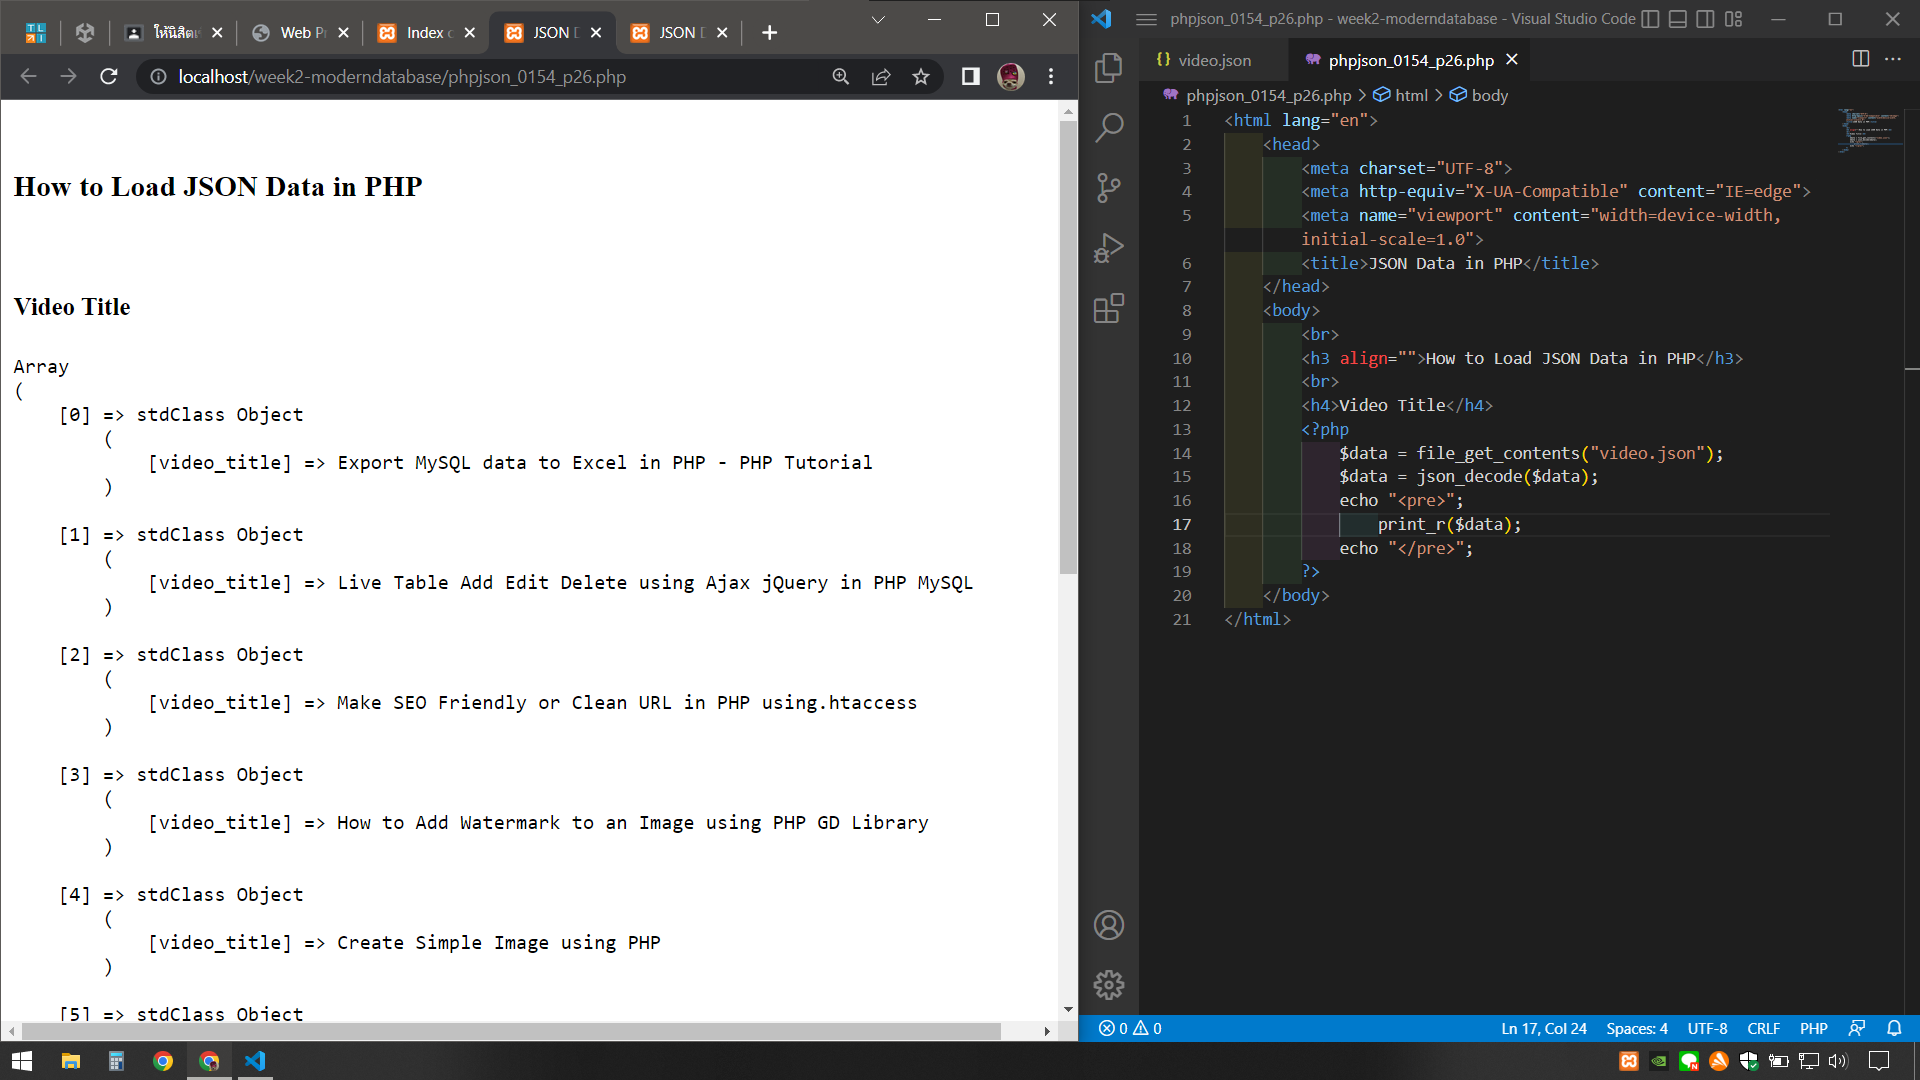 ให้นิสิต
Web P
Index
JSON
JSON
localhost/week2-moderndatabase/phpjson_0154_p26.php
How to Load JSON Data in PHP
Video Title
Array
(
[0] => stdClass Object
(
[video_title] => Export MySQL data to Excel in PHP - PHP Tutorial
)
[1] => stdClass Object
(
[video_title] => Live Table Add Edit Delete using Ajax jQuery in PHP MySQL
)
[2] => stdClass Object
(
[video_title] => Make SEO Friendly or Clean URL in PHP using.htaccess
)
[3] => stdClass Object
(
[video_title] => How to Add Watermark to an Image using PHP GD Library
)
[4] => stdClass Object
(
[video_title] => Create Simple Image using PHP
)
[5] => stdClass Object
phpjson_0154_p26.php - week2-moderndatabase - Visual Studio Code
{} video.json
phpjson_0154_p26.php
phpjson_0154_p26.php > html > body
1 <html lang="en">
2 <head>
3 <meta charset="UTF-8">
4 <meta http-equiv="X-UA-Compatible" content="IE=edge">
5 <meta name="viewport" content="width=device-width,
initial-scale=1.0">
6 <title>JSON Data in PHP</title>
7 </head>
8 <body>
9 <br>
10 <h3 align="">How to Load JSON Data in PHP</h3>
11 <br>
12 <h4>Video Title</h4>
13 <?php
14 $data = file_get_contents("video.json");
15 $data = json_decode($data);
16 echo "<pre>";
17 print_r($data);
18 echo "</pre>";
19 ?>
20 </body>
21 </html>
0 0
Ln 17, Col 24
Spaces: 4
UTF-8
CRLF
PHP